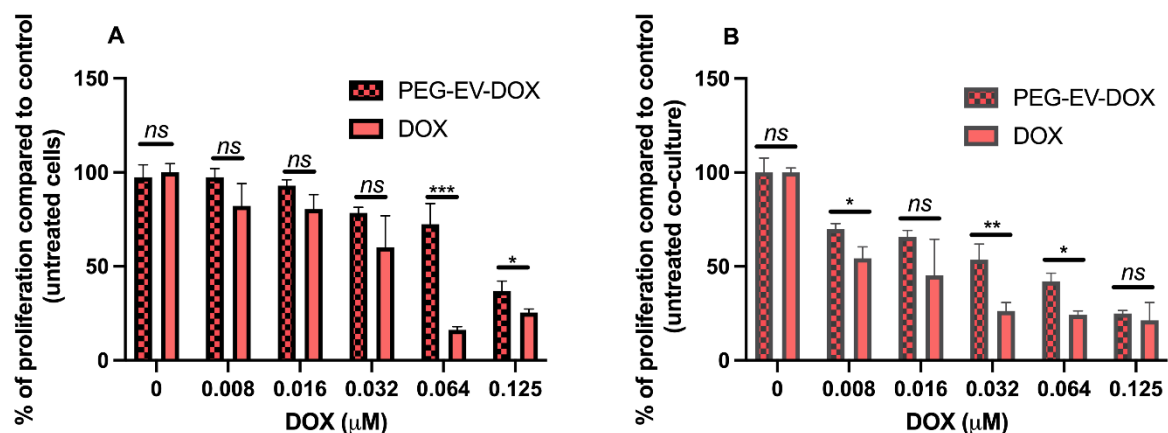 A
% of proliferation compared to control
(untreated cells)
150
100
50
0
PEG-EV-DOX
DOX
ns
ns
ns
ns
***
*
0
0.008
0.016
0.032
0.064
0.125
DOX (μM)
B
% of proliferation compared to control
(untreated co-culture)
150
100
50
0
PEG-EV-DOX
DOX
ns
*
ns
**
*
ns
0
0.008
0.016
0.032
0.064
0.125
DOX (μM)